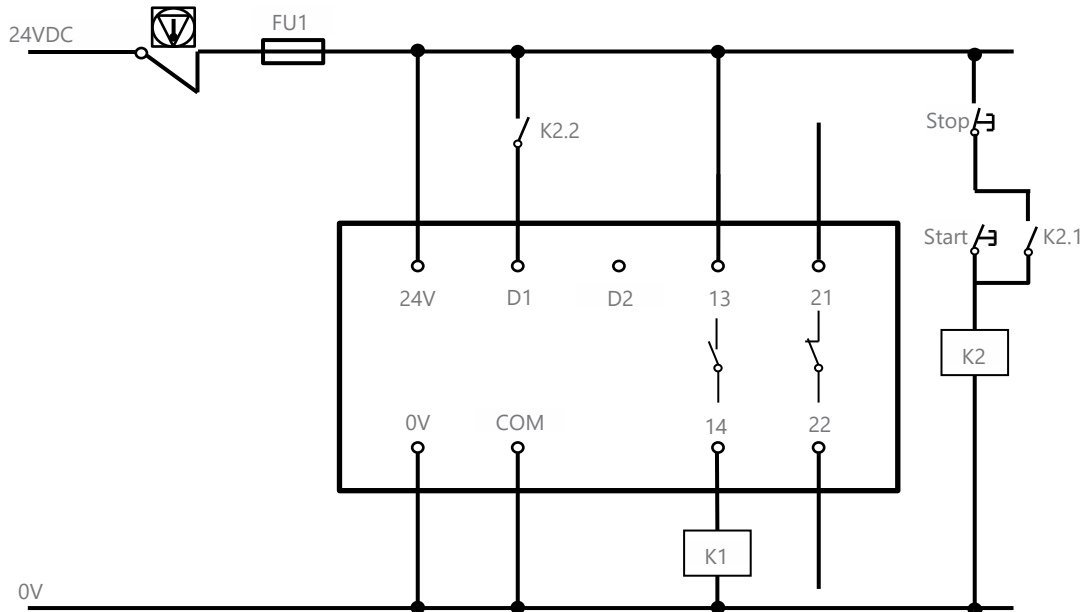 FU1
24VDC
K2.2
Stop
Start
K2.1
24V
D1
D2
13
21
K2
0V
COM
14
22
K1
0V